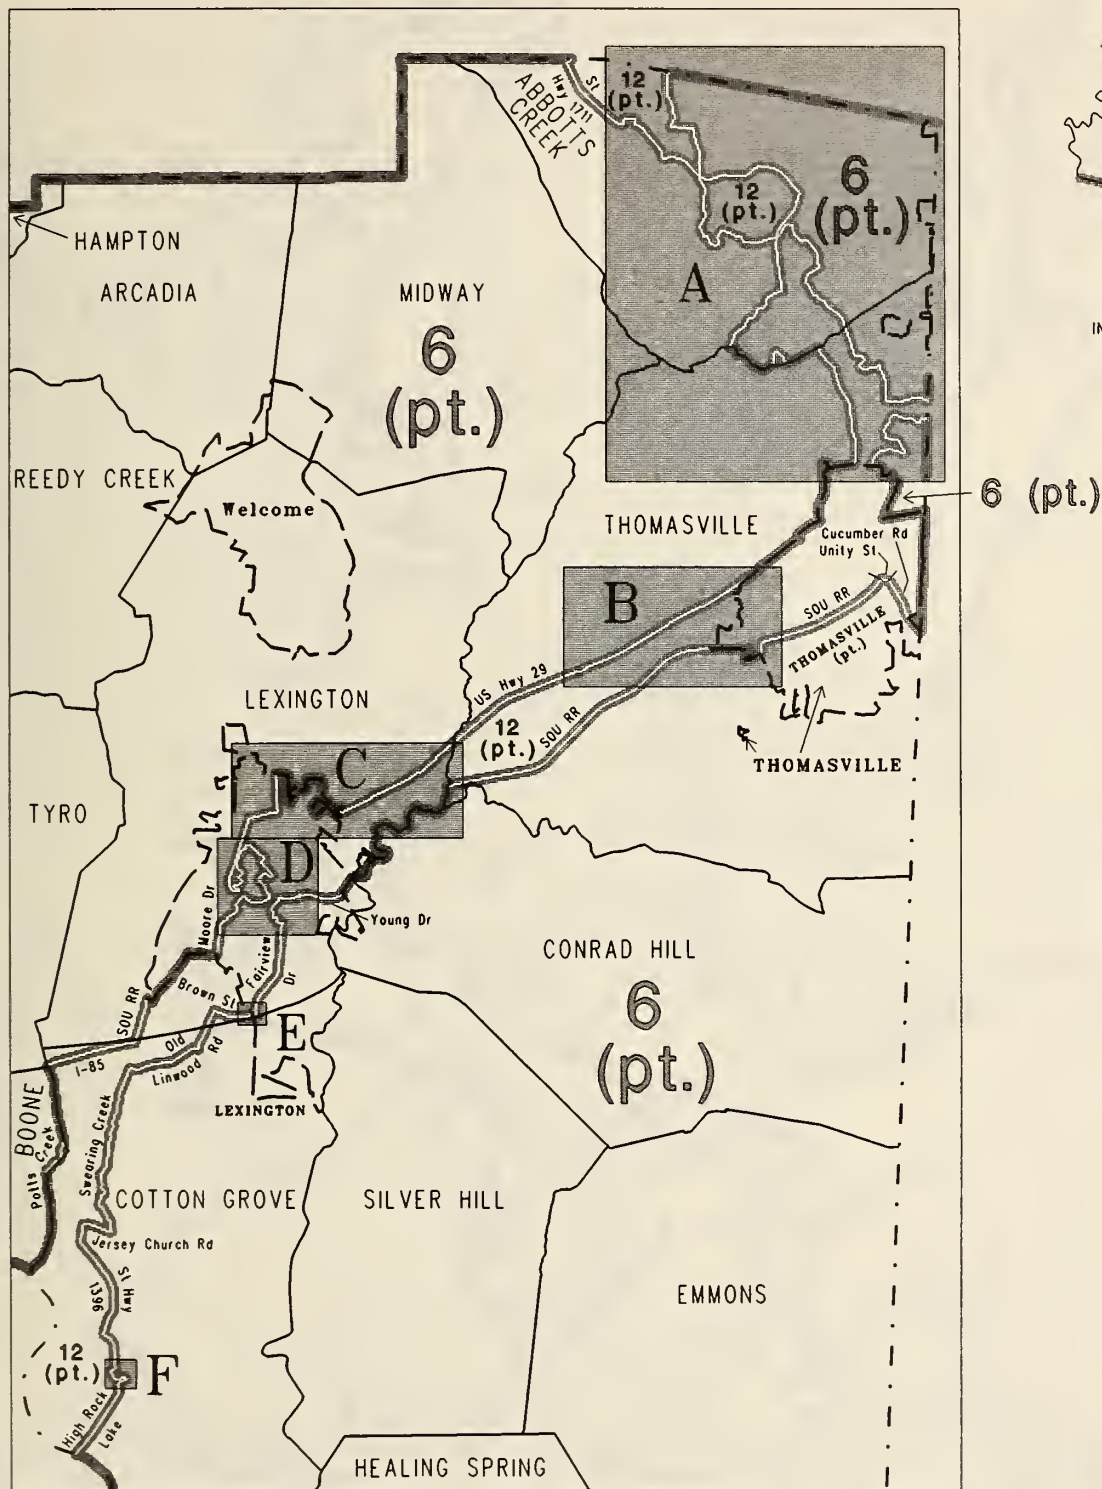 12
(pt.)
St
Hwy 1711
ABBOTTS
CREEK
6
(pt.)
12
(pt.)
HAMPTON
ARCADIA
MIDWAY
A
6
(pt.)
IN
REEDY CREEK
Welcome
6 (pt.)
THOMASVILLE
Cucumber Rd
Unity St
B
SOU RR
THOMASVILLE
(pt.)
US Hwy 29
LEXINGTON
12
(pt.)
SOU RR
THOMASVILLE
C
TYRO
D
Moore Dr
Young Dr
Fairview
Dr
CONRAD HILL
6
(pt.)
Brown St
SOU RR
E
Old
Linwood Rd
I-85
LEXINGTON
BOONE
Potts Creek
Swearing Creek
COTTON GROVE
SILVER HILL
Jersey Church Rd
St Hwy
1396
EMMONS
12
(pt.)
F
High Rock
Lake
HEALING SPRING